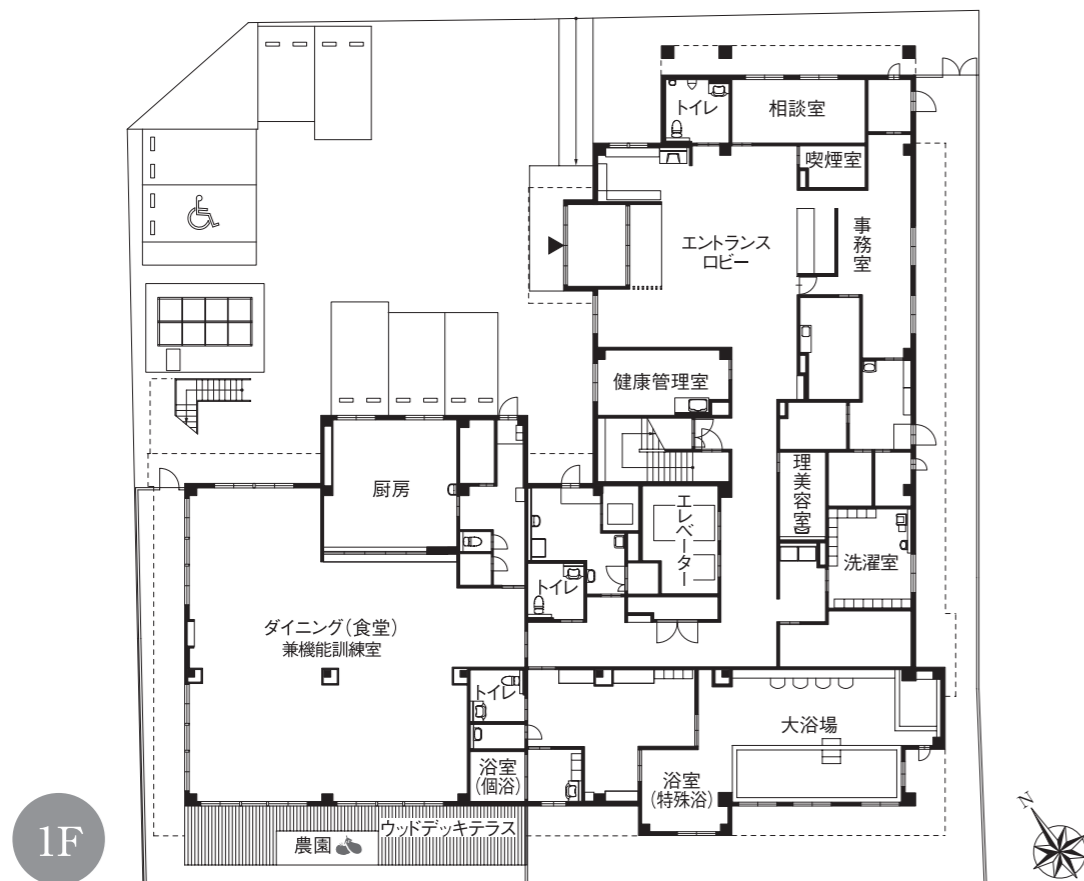 トイレ
相談室
喫煙室
エントランス
ロビー
事務室
健康管理室
厨房
エレベーター
理美容室
洗濯室
トイレ
ダイニング(食堂)
兼機能訓練室
トイレ
大浴場
浴室
(個浴)
浴室
(特殊浴)
ウッドデッキテラス
農園
1F
N